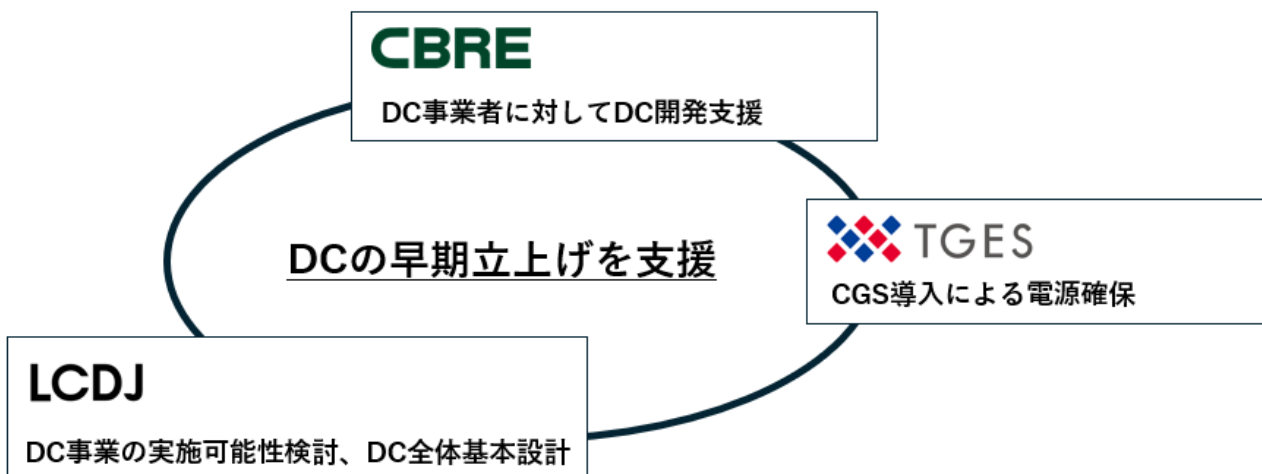 CBRE
DC事業者に対してDC開発支援
TGES
CGS導入による電源確保
DCの早期立上げを支援
LCDJ
DC事業の実施可能性検討、DC全体基本設計